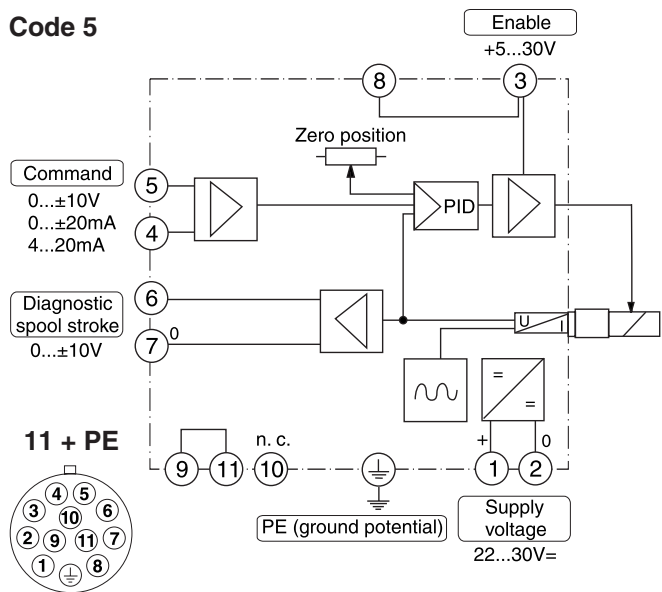 Code 5
Enable
+5...30V
8
3
Zero position
Command
0...±10V
0...±20mA
4...20mA
5
4
PID
Diagnostic
spool stroke
0...±10V
6
7
0
U
I
=
=
n. c.
+
0
9
11
10
1
2
PE (ground potential)
Supply
voltage
22...30V=
11 + PE
4
5
3
10
6
2
9
11
7
1
8